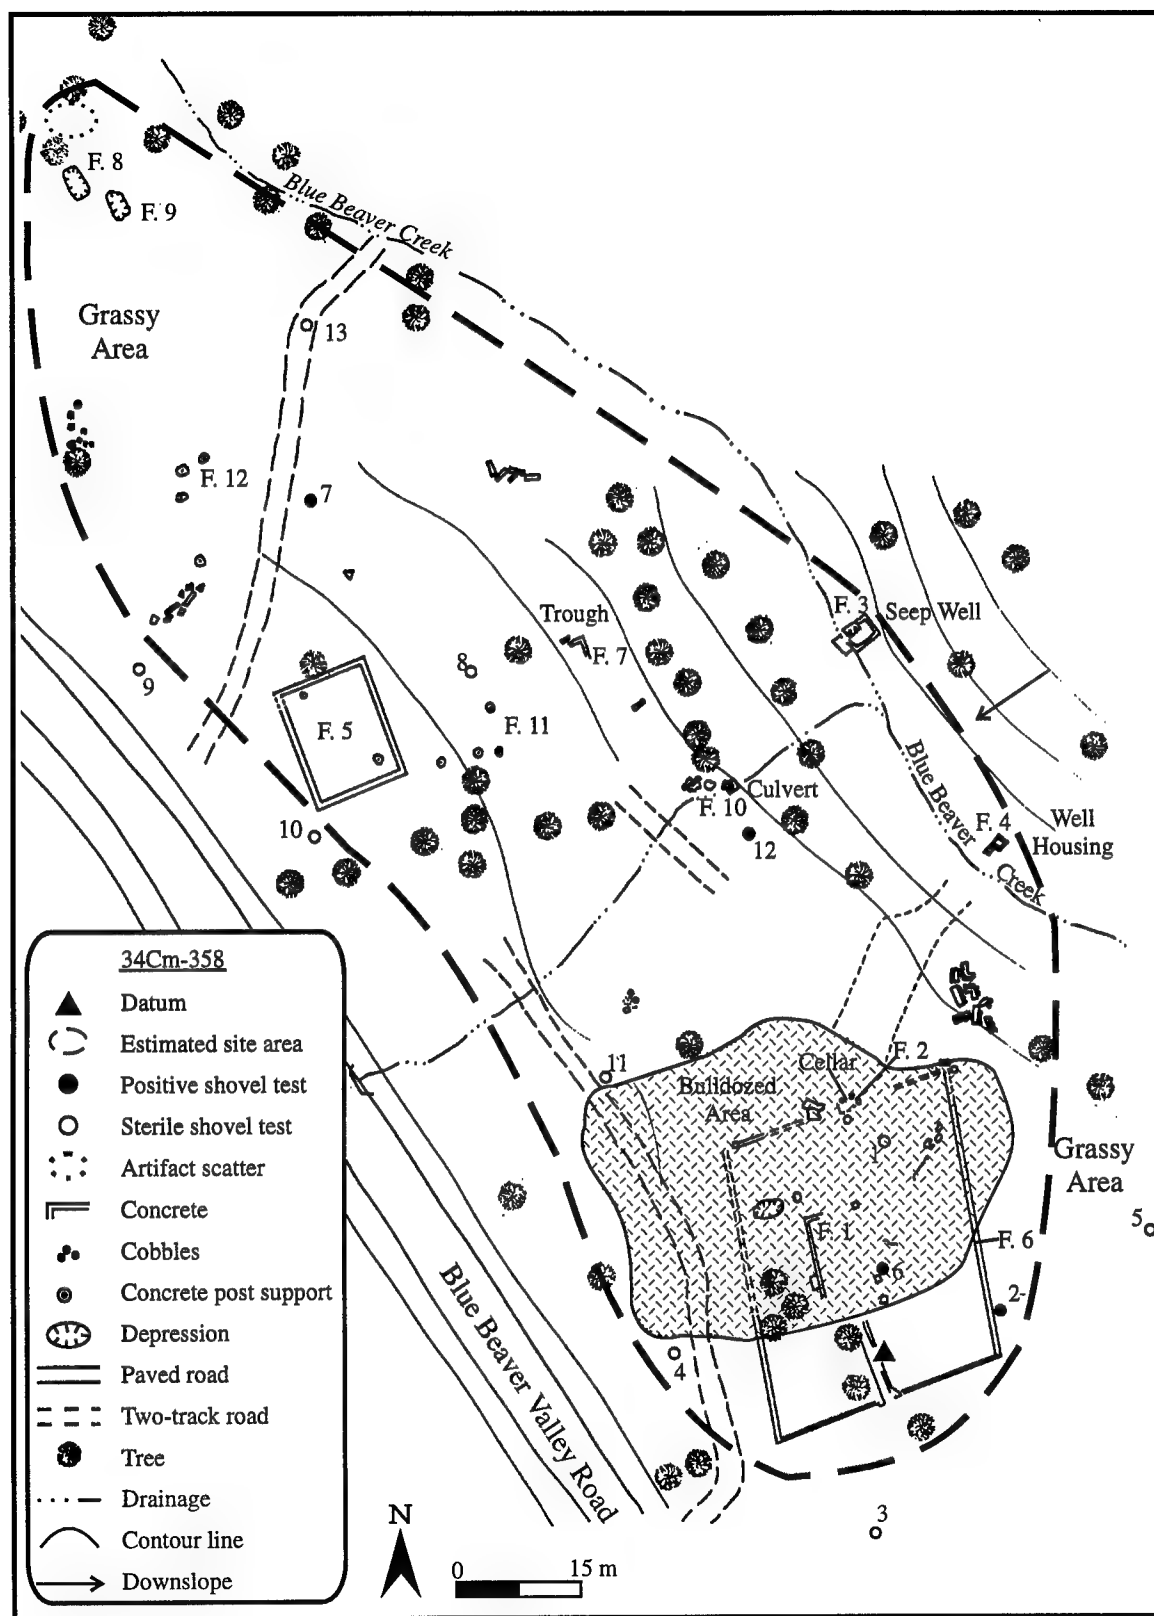 F. 8
F. 9
Blue Beaver Creek
Grassy
Area
13
F. 12
7
Trough
F. 7
F. 3
Seep Well
9
8
F. 5
F. 11
F. 10
Culvert
Blue Beaver
Creek
F. 4
Well
Housing
10
12
34Cm-358
Datum
Estimated site area
Positive shovel test
Sterile shovel test
Artifact scatter
Concrete
Cobbles
Concrete post support
Depression
Paved road
Two-track road
Tree
Drainage
Contour line
Downslope
11
Bulldozed
Area
Cellar
F. 2
1
Grassy
Area
5
F. 1
F. 6
6
2-
4
Blue Beaver Valley Road
3
N
0
15 m